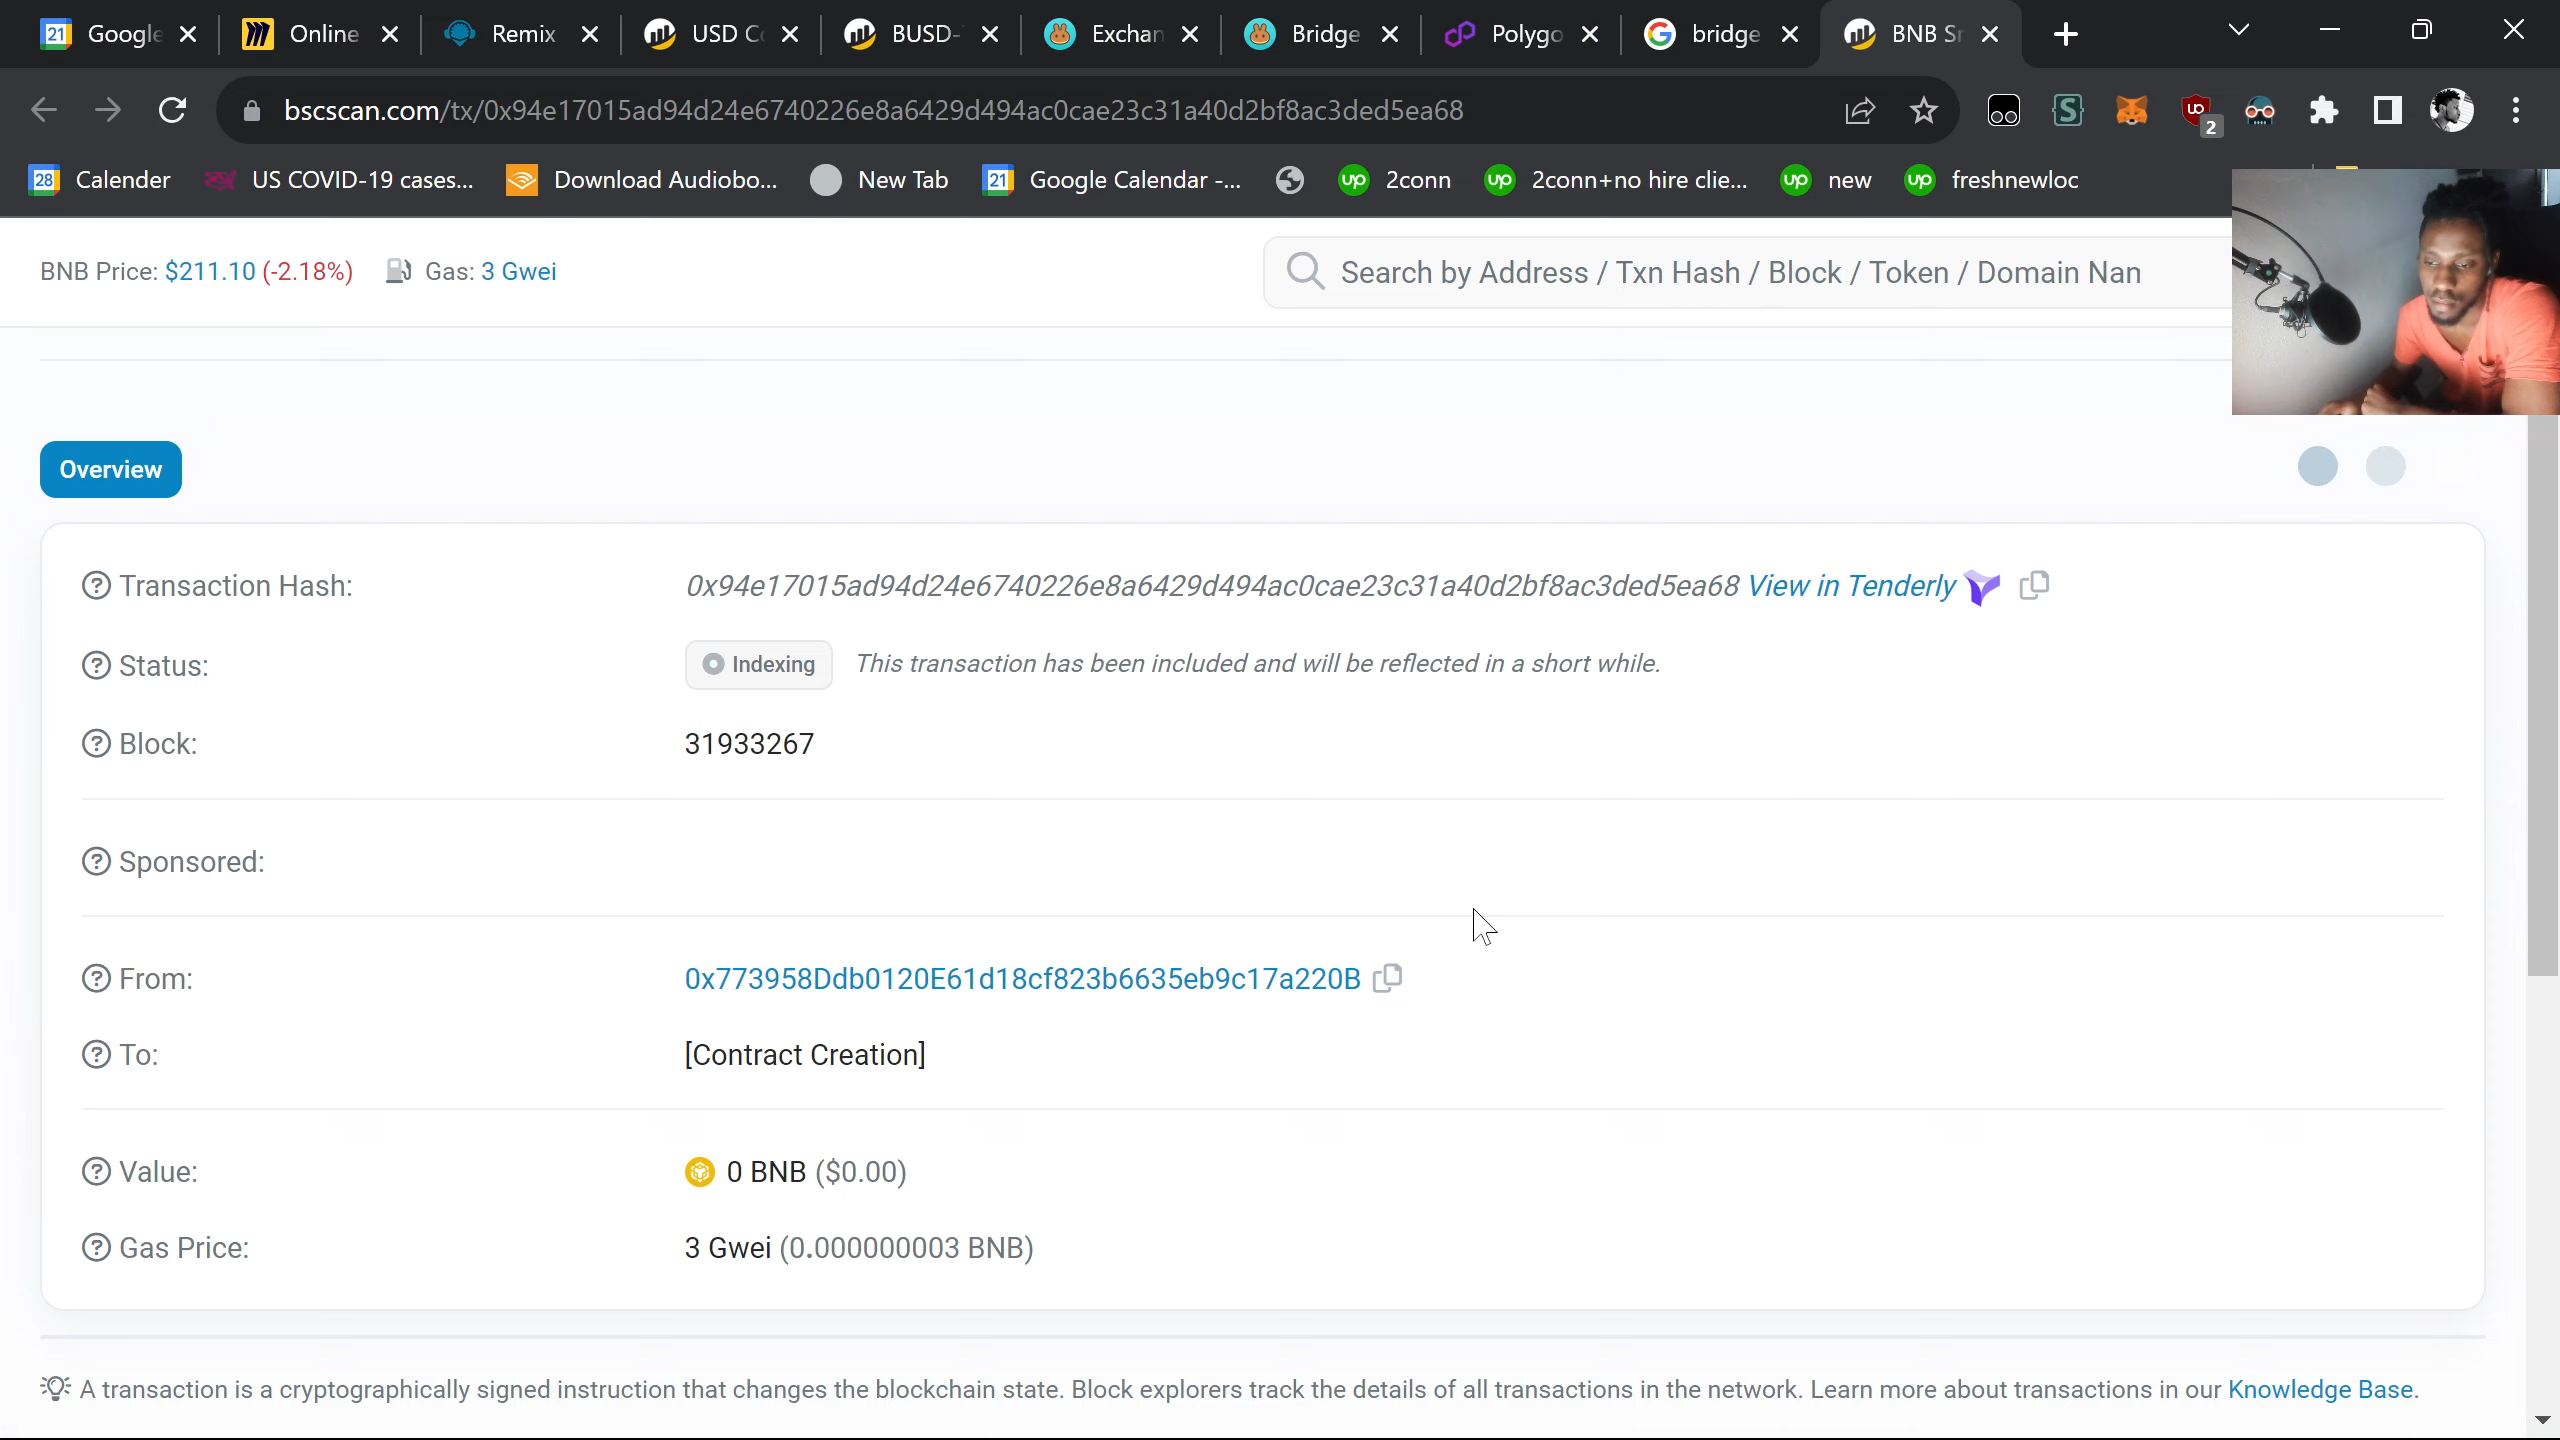 Google
Online
Remix
USD C
BUSD-
Exchan
Bridge
Polygo
bridge
BNB S
bscscan.com/tx/0x94e17015ad94d24e6740226e8a6429d494ac0cae23c31a40d2bf8ac3ded5ea68
2
Calender
US COVID-19 cases...
Download Audiobo...
New Tab
Google Calendar -...
2conn
2conn+no hire clie...
new
freshnewloc
BNB Price: $211.10 (-2.18%) Gas: 3 Gwei
Search by Address / Txn Hash / Block / Token / Domain Nan
Overview
Transaction Hash: 0x94e17015ad94d24e6740226e8a6429d494ac0cae23c31a40d2bf8ac3ded5ea68 View in Tenderly
Status: Indexing This transaction has been included and will be reflected in a short while.
Block: 31933267
Sponsored:
From: 0x773958Ddb0120E61d18cf823b6635eb9c17a220B
To: [Contract Creation]
Value: 0 BNB ($0.00)
Gas Price: 3 Gwei (0.000000003 BNB)
A transaction is a cryptographically signed instruction that changes the blockchain state. Block explorers track the details of all transactions in the network. Learn more about transactions in our Knowledge Base.